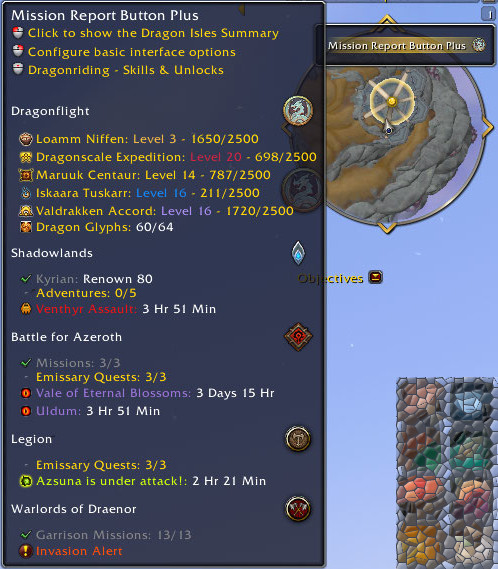 Mission Report Button Plus
Click to show the Dragon Isles Summary
Configure basic interface options
Dragonriding - Skills & Unlocks
Mission Report Button Plus
Dragonflight
Loamm Niffen: Level 3 - 1650/2500
Dragonscale Expedition: Level 20 - 698/2500
Maruuk Centaur: Level 14 - 787/2500
Iskaara Tuskarr: Level 16 - 211/2500
Valdrakken Accord: Level 16 - 1720/2500
Dragon Glyphs: 60/64
Shadowlands
Kyrian: Renown 80
- Adventures: 0/5
Venthyr Assault: 3 Hr 51 Min
Objectives
Battle for Azeroth
Missions: 3/3
- Emissary Quests: 3/3
Vale of Eternal Blossoms: 3 Days 15 Hr
Uldum: 3 Hr 51 Min
Legion
- Emissary Quests: 3/3
Azsuna is under attack!: 2 Hr 21 Min
Warlords of Draenor
Garrison Missions: 13/13
Invasion Alert